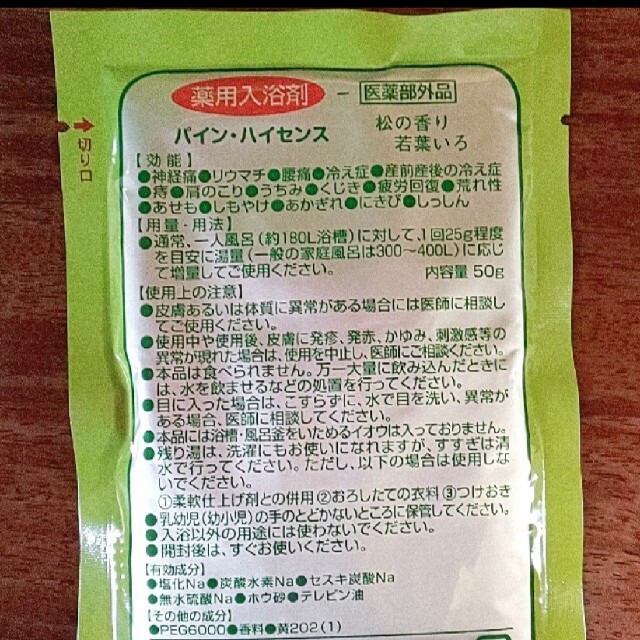 薬用入浴剤 - 医薬部外品
パイン・ハイセンス
松の香り
若葉いろ
切り口
【効能】
●神経痛●リウマチ●腰痛●冷え症●産前産後の冷え症
●痔●肩のこり●うちみ●くじき●疲労回復●荒れ性
●あせも●しもやけ●あかぎれ●にきび●しっしん
【用量・用法】
●通常、一人風呂(約180L浴槽)に対して、1回25g程度
を目安に湯量(一般の家庭風呂は300～400L)に応じ
て増量してご使用ください。 内容量 50g
【使用上の注意】
●皮膚あるいは体質に異常がある場合には医師に相談し
てご使用ください。
●使用中や使用後、皮膚に発疹、発赤、かゆみ、刺激感等の
異常が現れた場合は、使用を中止し、医師にご相談ください。
●本品は食べられません。万一大量に飲み込んだときに
は、水を飲ませるなどの処置を行ってください。
●目に入った場合は、こすらずに、水で目を洗い、異常が
ある場合、医師に相談してください。
●本品には浴槽・風呂釜をいためるイオウは入っておりません。
●残り湯は、洗濯にもお使いになれますが、すすぎは清
水で行ってください。ただし、以下の場合は使用しな
いでください。
①柔軟仕上げ剤との併用②おろしたての衣料③つけおき
●乳幼児(幼小児)の手のとどかないところに保管してください。
●入浴以外の用途には使わないでください。
●開封後は、すぐお使いください。
【有効成分】
●塩化Na●炭酸水素Na●セスキ炭酸Na
●無水硫酸Na●ホウ砂●テレビン油
【その他の成分】
●PEG6000●香料●黄202(1)